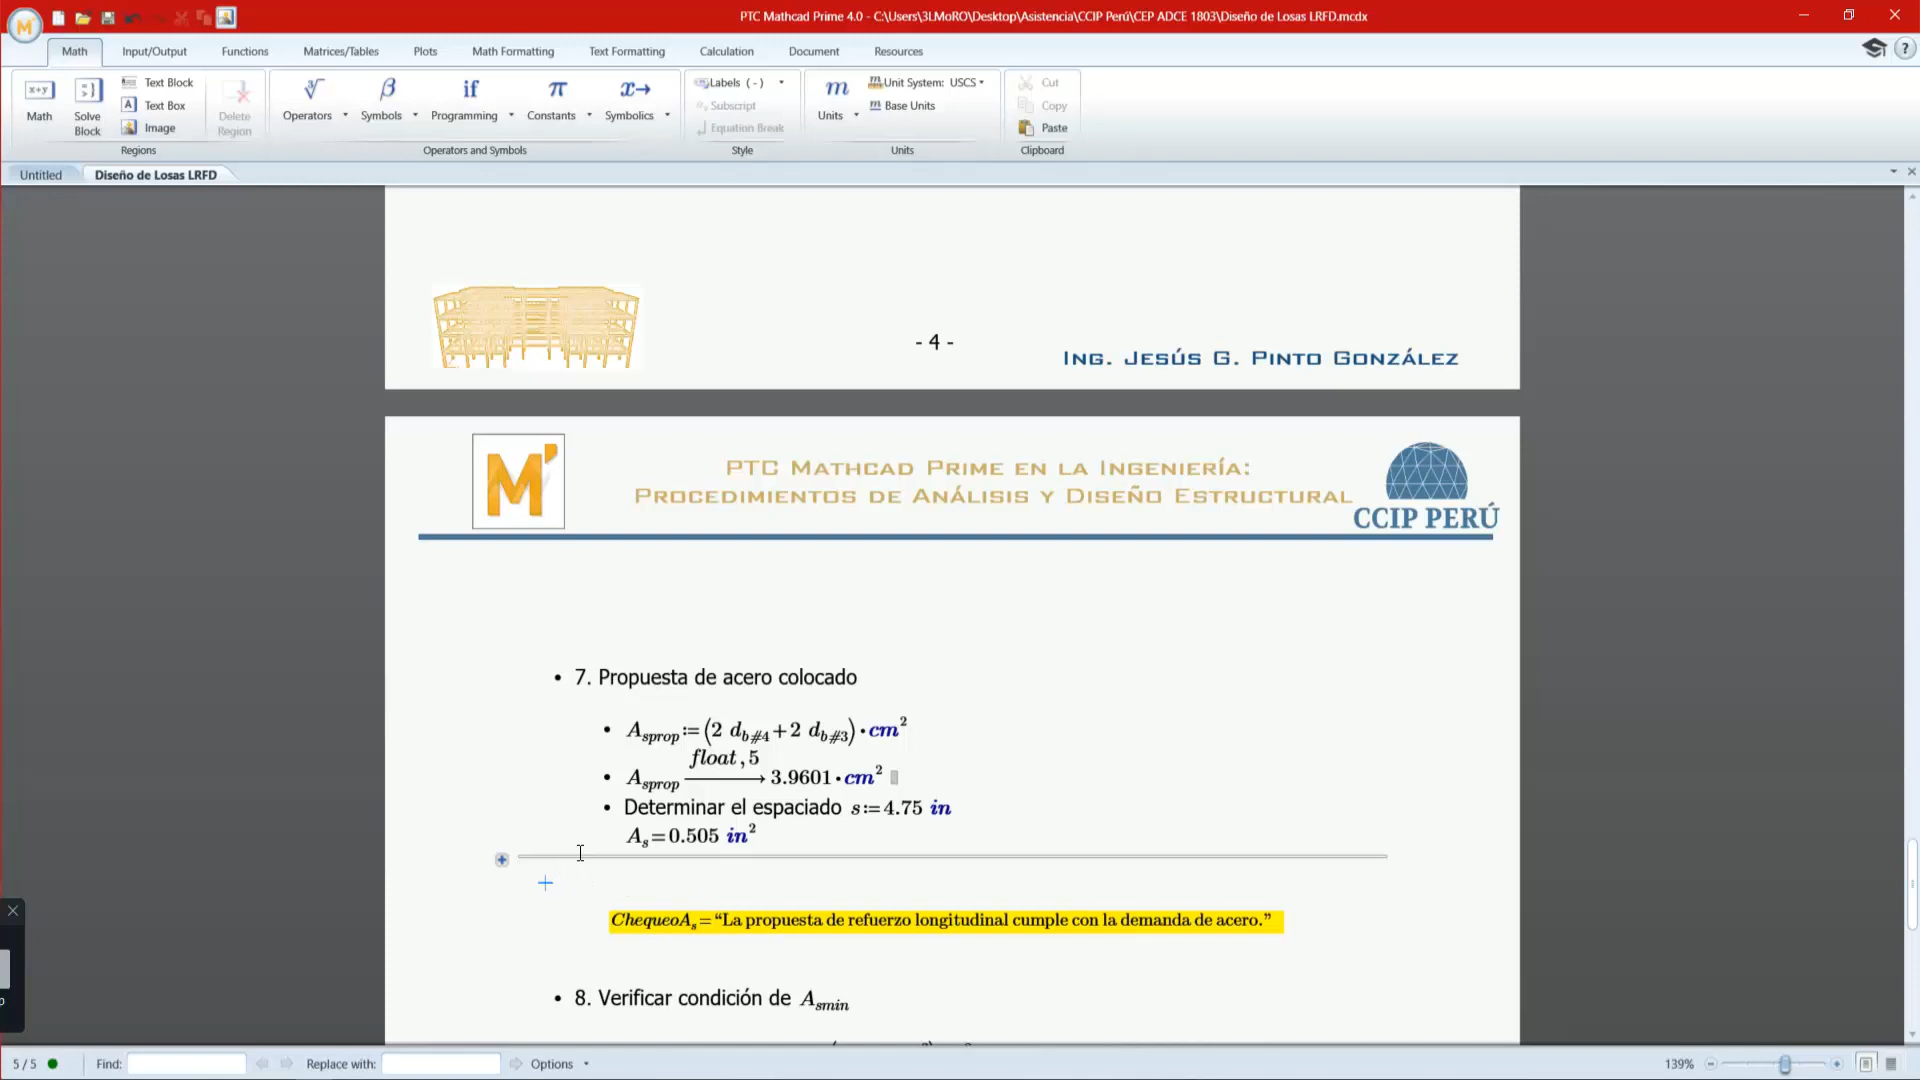 PTC Mathcad Prime 4.0 - C:\Users\3LMoRO\Desktop\Asistencia\CCIP Perú\CEP ADCE 1803\Diseño de Losas LRFD.mcdx
Math Input/Output Functions Matrices/Tables Plots Math Formatting Text Formatting Calculation Document Resources
Math
Solve Block
Text Block
Text Box
Image
Delete Region
Operators
Symbols
Programming
Constants
Symbolics
Labels ( - )
Subscript
Equation Break
Units
Unit System: USCS
Base Units
Cut
Copy
Paste
Regions
Operators and Symbols
Style
Units
Clipboard
Untitled
Diseño de Losas LRFD
- 4 -
Ing. Jesús G. Pinto González
PTC Mathcad Prime en la Ingeniería:
Procedimientos de Análisis y Diseño Estructural
CCIP PERÚ
• 7. Propuesta de acero colocado
• A_sprop := (2 d_b#4 + 2 d_b#3) · cm²
float , 5
• A_sprop → 3.9601 · cm²
• Determinar el espaciado s := 4.75 in
A_s = 0.505 in²
ChequeoA_s = “La propuesta de refuerzo longitudinal cumple con la demanda de acero.”
• 8. Verificar condición de A_smin
5 / 5 Find: Replace with: Options 139%